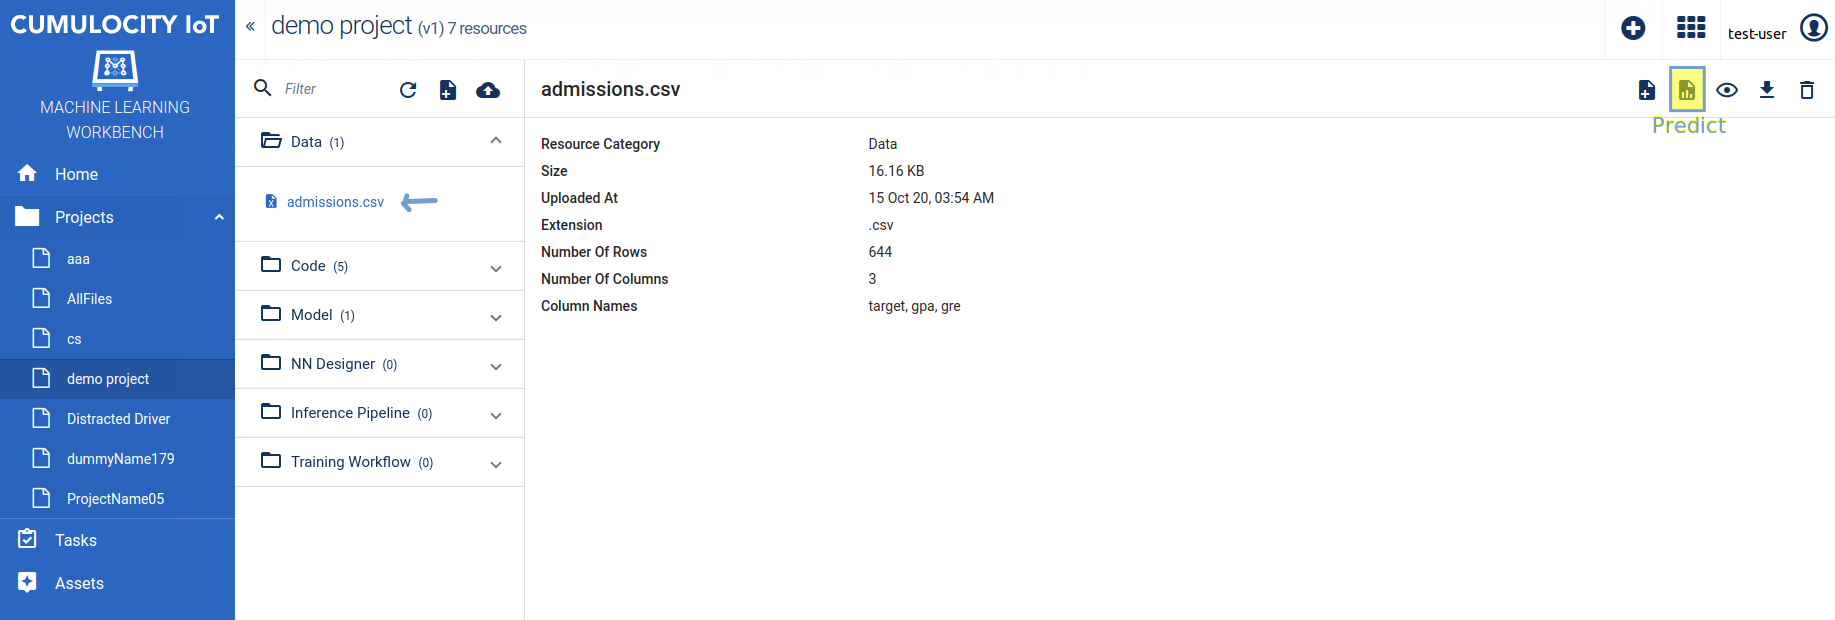 CUMULOCITY IoT
MACHINE LEARNING
WORKBENCH
Home
Projects
aaa
AllFiles
cs
demo project
Distracted Driver
dummyName179
ProjectName05
Tasks
Assets
« demo project (v1) 7 resources
test-user
Filter
Data (1)
admissions.csv
Code (5)
Model (1)
NN Designer (0)
Inference Pipeline (0)
Training Workflow (0)
admissions.csv
Predict
Resource Category Data
Size 16.16 KB
Uploaded At 15 Oct 20, 03:54 AM
Extension .csv
Number Of Rows 644
Number Of Columns 3
Column Names target, gpa, gre